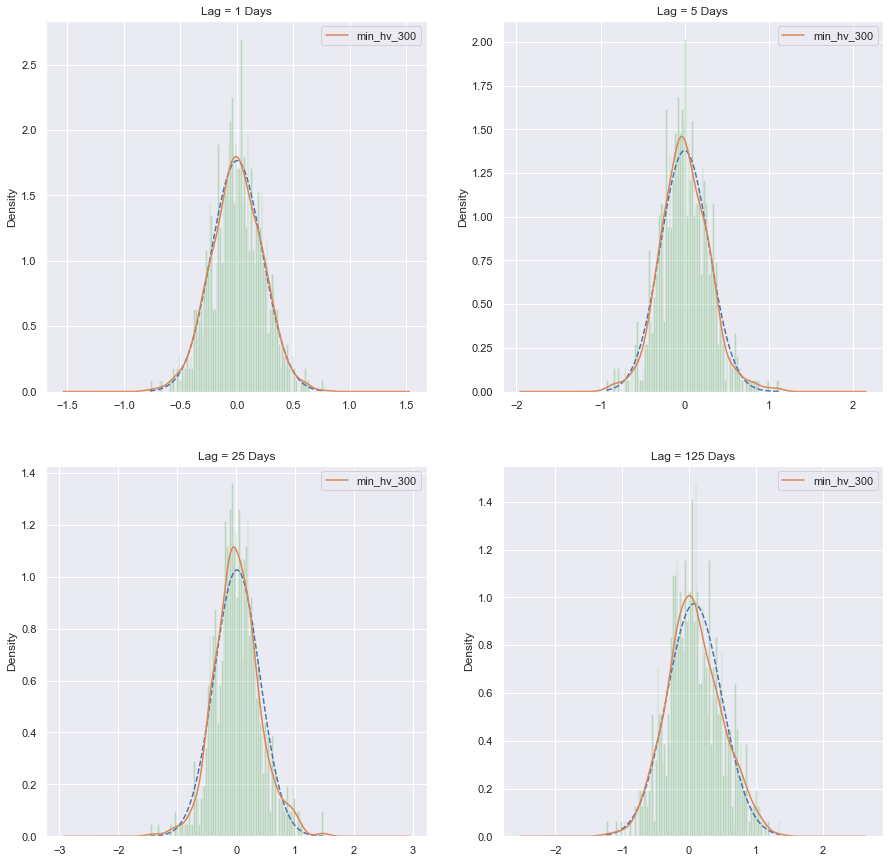 Lag = 1 Days
min_hv_300
Density
2.5
2.0
1.5
1.0
0.5
0.0
−1.5 −1.0 −0.5 0.0 0.5 1.0 1.5
Lag = 5 Days
min_hv_300
Density
2.00
1.75
1.50
1.25
1.00
0.75
0.50
0.25
0.00
−2 −1 0 1 2
Lag = 25 Days
min_hv_300
Density
1.4
1.2
1.0
0.8
0.6
0.4
0.2
0.0
−3 −2 −1 0 1 2 3
Lag = 125 Days
min_hv_300
Density
1.4
1.2
1.0
0.8
0.6
0.4
0.2
0.0
−2 −1 0 1 2